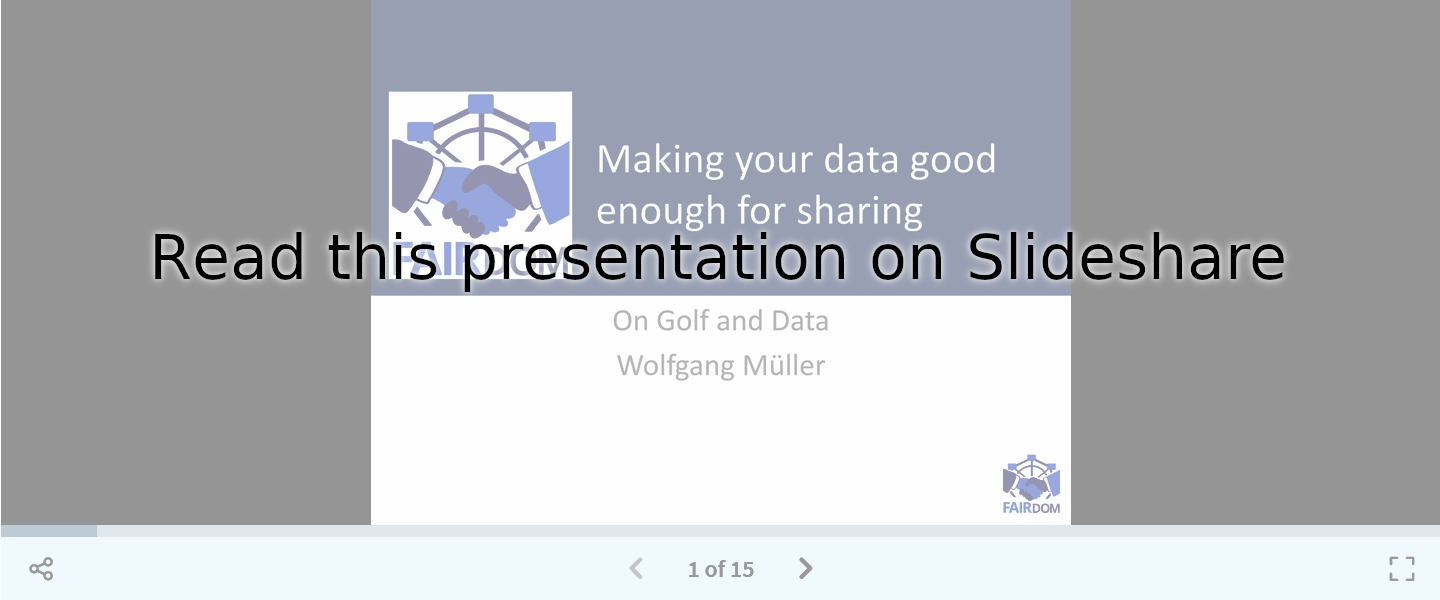 Making your data good
enough for sharing
FAIRDOM
Read this presentation on Slideshare
On Golf and Data
Wolfgang Müller
FAIRDOM
1 of 15